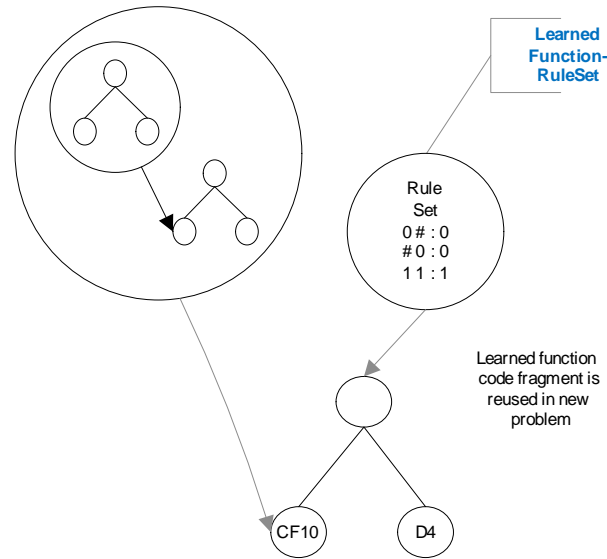 Learned
Function-
RuleSet
Rule
Set
0 # : 0
# 0 : 0
1 1 : 1
Learned function
code fragment is
reused in new
problem
CF10
D4